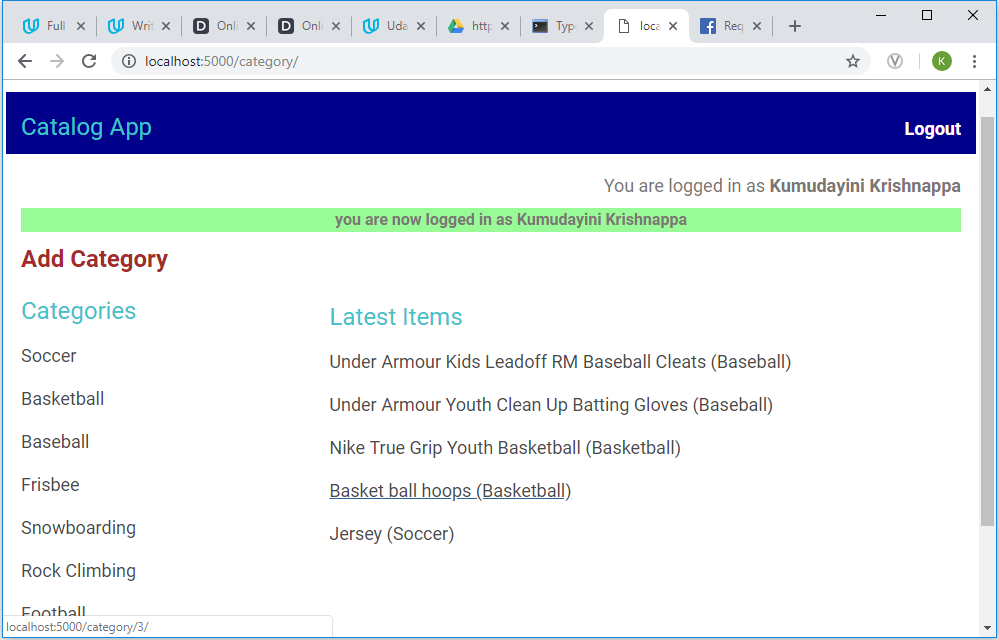 Full
Writ
Onli
Onli
Uda
http
Type
loca
Req
localhost:5000/category/
V
K
Catalog App
Logout
You are logged in as Kumudayini Krishnappa
you are now logged in as Kumudayini Krishnappa
Add Category
Categories
Soccer
Basketball
Baseball
Frisbee
Snowboarding
Rock Climbing
Football
Latest Items
Under Armour Kids Leadoff RM Baseball Cleats (Baseball)
Under Armour Youth Clean Up Batting Gloves (Baseball)
Nike True Grip Youth Basketball (Basketball)
Basket ball hoops (Basketball)
Jersey (Soccer)
localhost:5000/category/3/